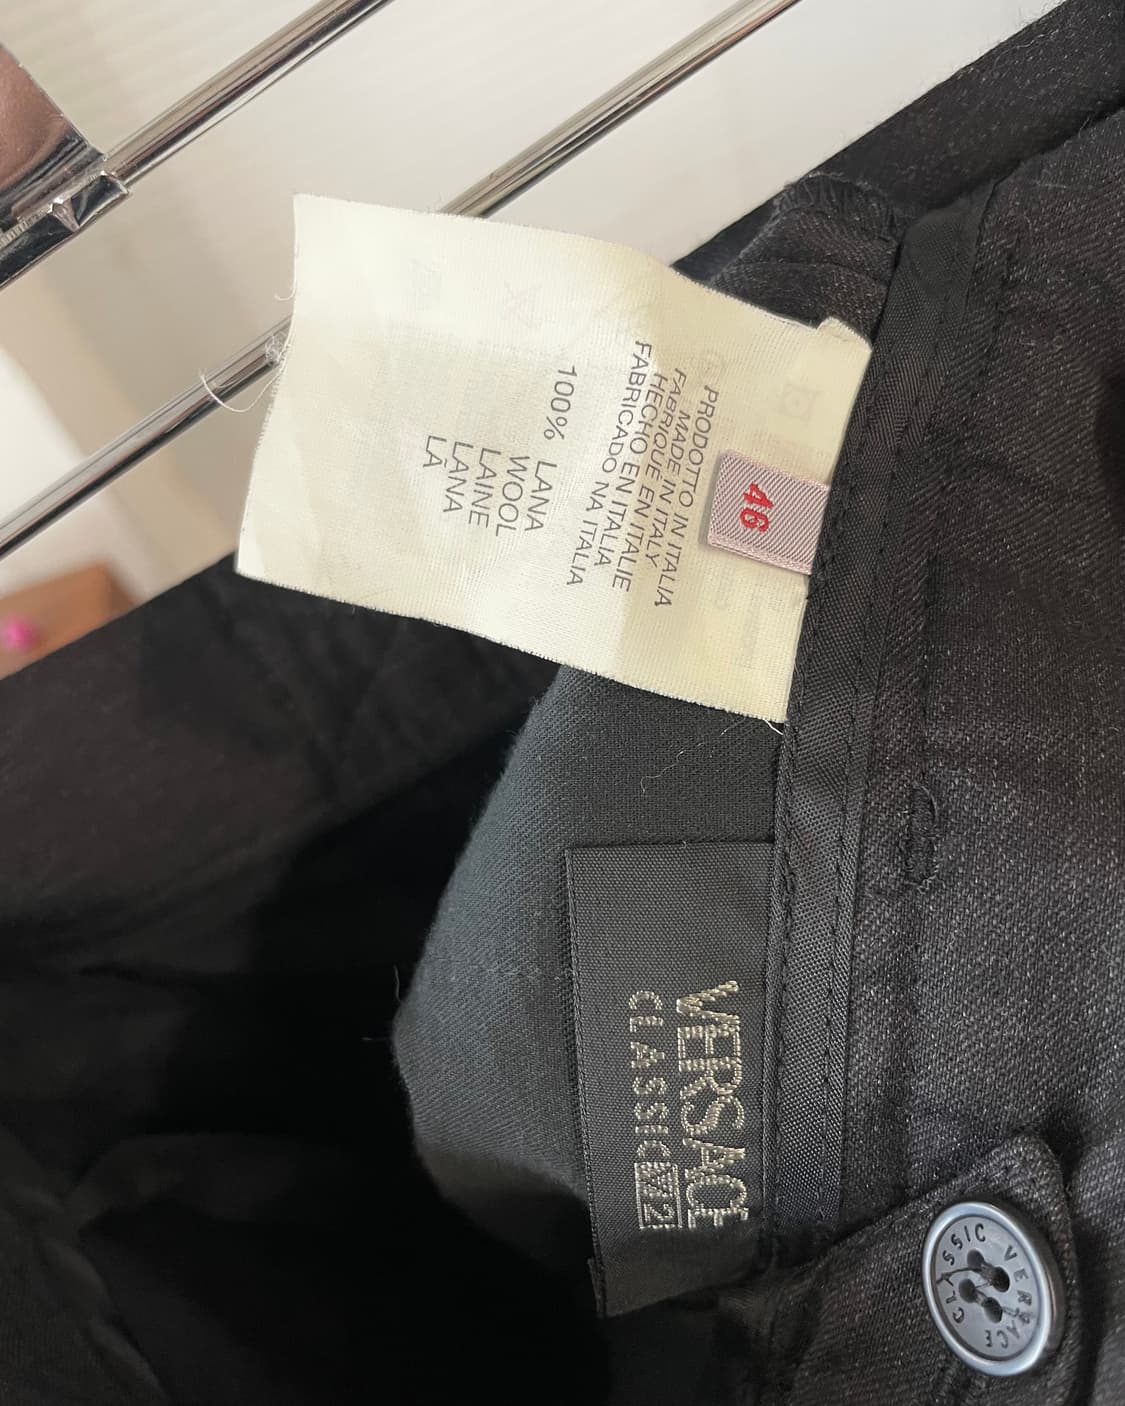 46
PRODOTTO IN ITALIA
MADE IN ITALY
FABRIQUE EN ITALIE
HECHO EN ITALIA
FABRICADO NA ITALIA
100% LANA
WOOL
LAINE
LANA
LÃ
VERSACE
CLASSIC V2
CLASSIC VERSACE